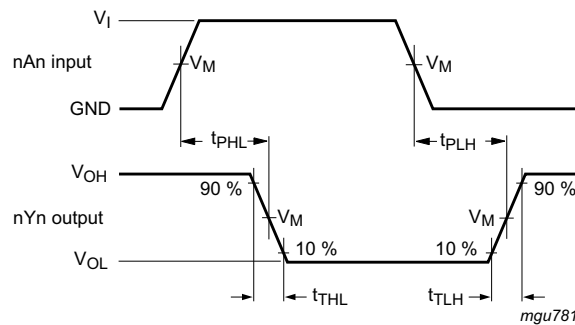 V_I
nAn input
V_M
V_M
GND
t_PHL
t_PLH
V_OH
90 %
90 %
nYn output
V_M
V_M
10 %
10 %
V_OL
t_THL
t_TLH
mgu781